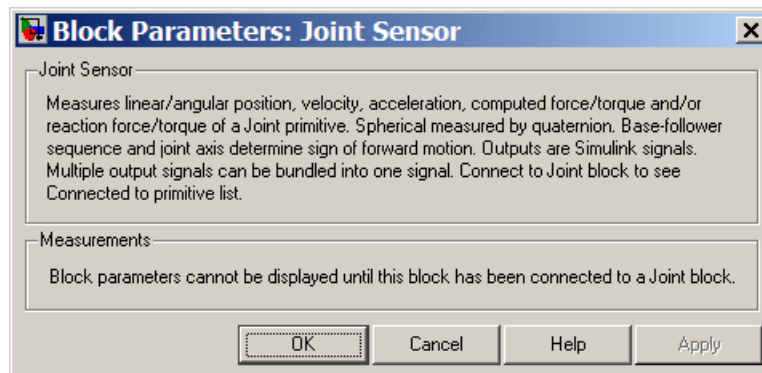 Block Parameters: Joint Sensor
Joint Sensor
Measures linear/angular position, velocity, acceleration, computed force/torque and/or
reaction force/torque of a Joint primitive. Spherical measured by quaternion. Base-follower
sequence and joint axis determine sign of forward motion. Outputs are Simulink signals.
Multiple output signals can be bundled into one signal. Connect to Joint block to see
Connected to primitive list.
Measurements
Block parameters cannot be displayed until this block has been connected to a Joint block.
OK Cancel Help Apply